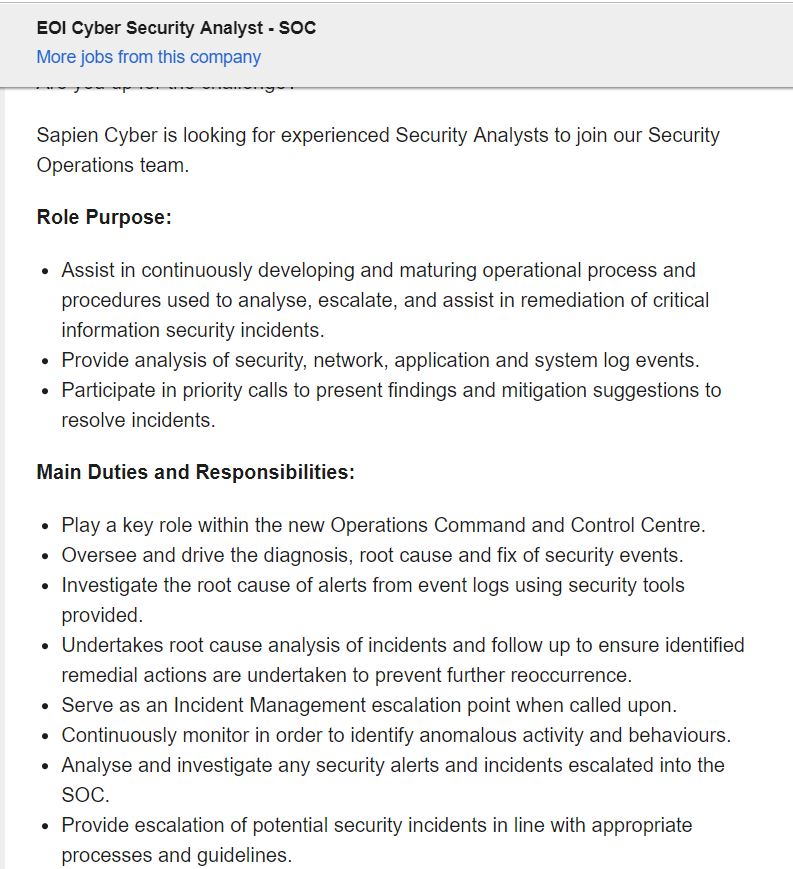 EOI Cyber Security Analyst - SOC
More jobs from this company
Are you up for the challenge?
Sapien Cyber is looking for experienced Security Analysts to join our Security
Operations team.
Role Purpose:
• Assist in continuously developing and maturing operational process and
procedures used to analyse, escalate, and assist in remediation of critical
information security incidents.
• Provide analysis of security, network, application and system log events.
• Participate in priority calls to present findings and mitigation suggestions to
resolve incidents.
Main Duties and Responsibilities:
• Play a key role within the new Operations Command and Control Centre.
• Oversee and drive the diagnosis, root cause and fix of security events.
• Investigate the root cause of alerts from event logs using security tools
provided.
• Undertakes root cause analysis of incidents and follow up to ensure identified
remedial actions are undertaken to prevent further reoccurrence.
• Serve as an Incident Management escalation point when called upon.
• Continuously monitor in order to identify anomalous activity and behaviours.
• Analyse and investigate any security alerts and incidents escalated into the
SOC.
• Provide escalation of potential security incidents in line with appropriate
processes and guidelines.